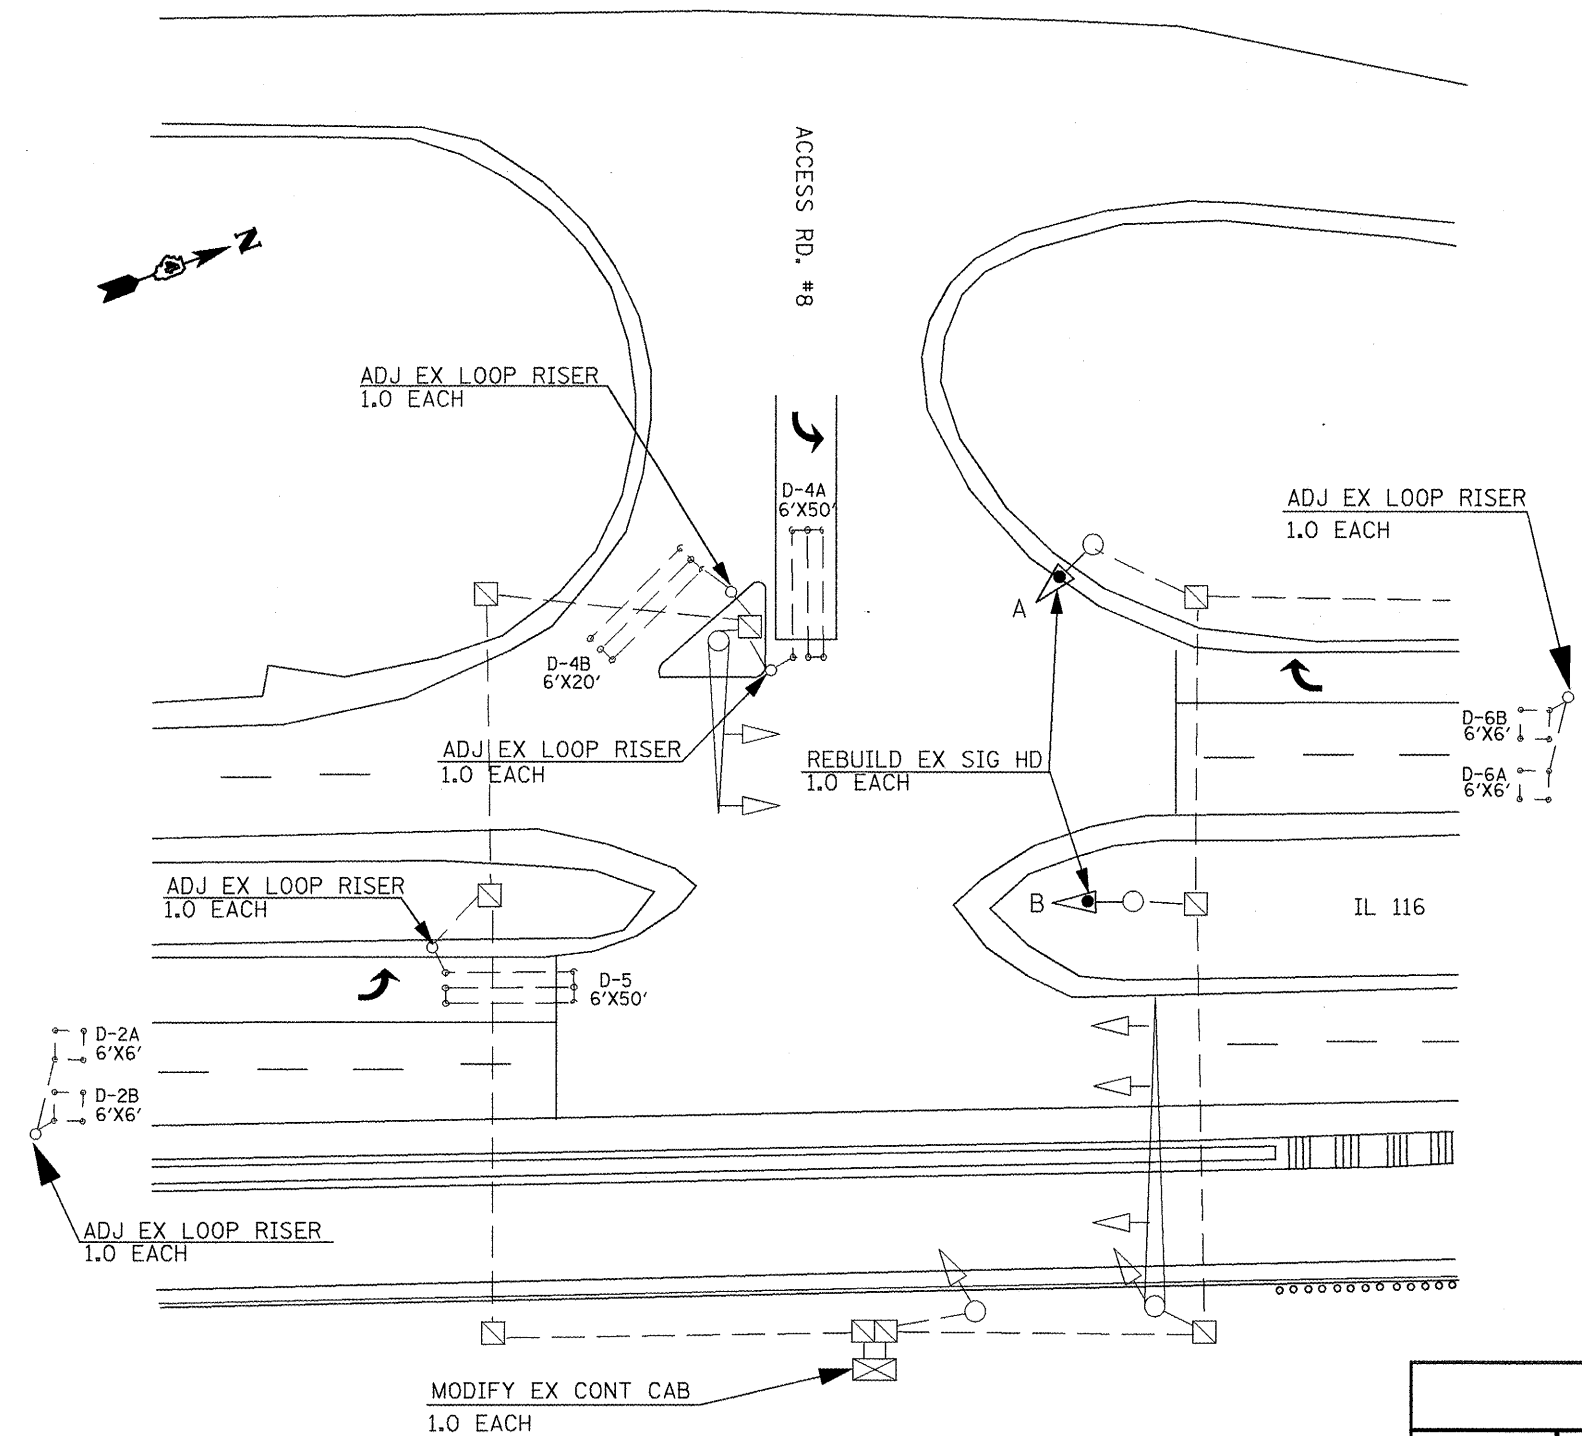 ACCESS RD. #8
N
ADJ EX LOOP RISER
1.0 EACH
D-4A
6'X50'
ADJ EX LOOP RISER
1.0 EACH
A
D-4B
6'X20'
ADJ EX LOOP RISER
1.0 EACH
REBUILD EX SIG HD
1.0 EACH
D-6B
6'X6'
D-6A
6'X6'
ADJ EX LOOP RISER
1.0 EACH
B
IL 116
D-5
6'X50'
D-2A
6'X6'
D-2B
6'X6'
ADJ EX LOOP RISER
1.0 EACH
MODIFY EX CONT CAB
1.0 EACH